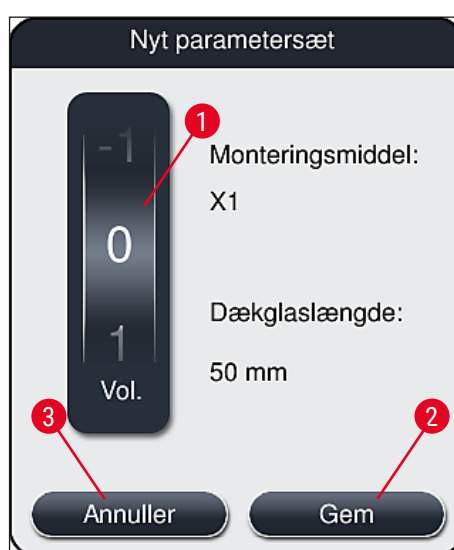 Nyt parametersæt
-1
0
1
Vol.
1
Monteringsmiddel:
X1
Dækglaslængde:
50 mm
3
2
Annuller
Gem